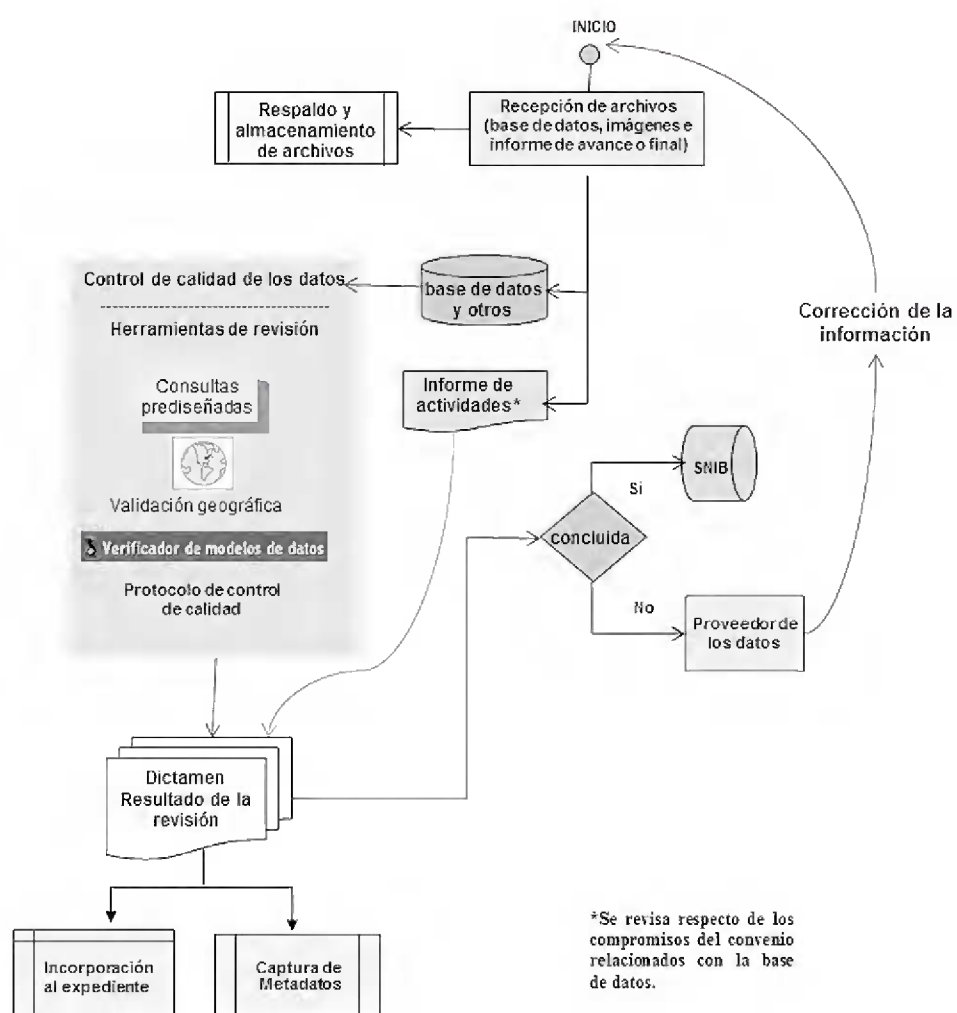 INICIO
Recepción de archivos
(base de datos, imágenes e
informe de avance o final)
Respaldo y
almacenamiento
de archivos
Control de calidad de los datos
Herramientas de revisión
Consultas
prediseñadas
Validación geográfica
Verificador de modelos de datos
Protocolo de control
de calidad
base de datos
y otros
Informe de
actividades*
Corrección de la
información
SNIB
Si
concluida
No
Proveedor de
los datos
Dictamen
Resultado de la
revisión
Incorporación
al expediente
Captura de
Metadatos
*Se revisa respecto de los
compromisos del convenio
relacionados con la base
de datos.